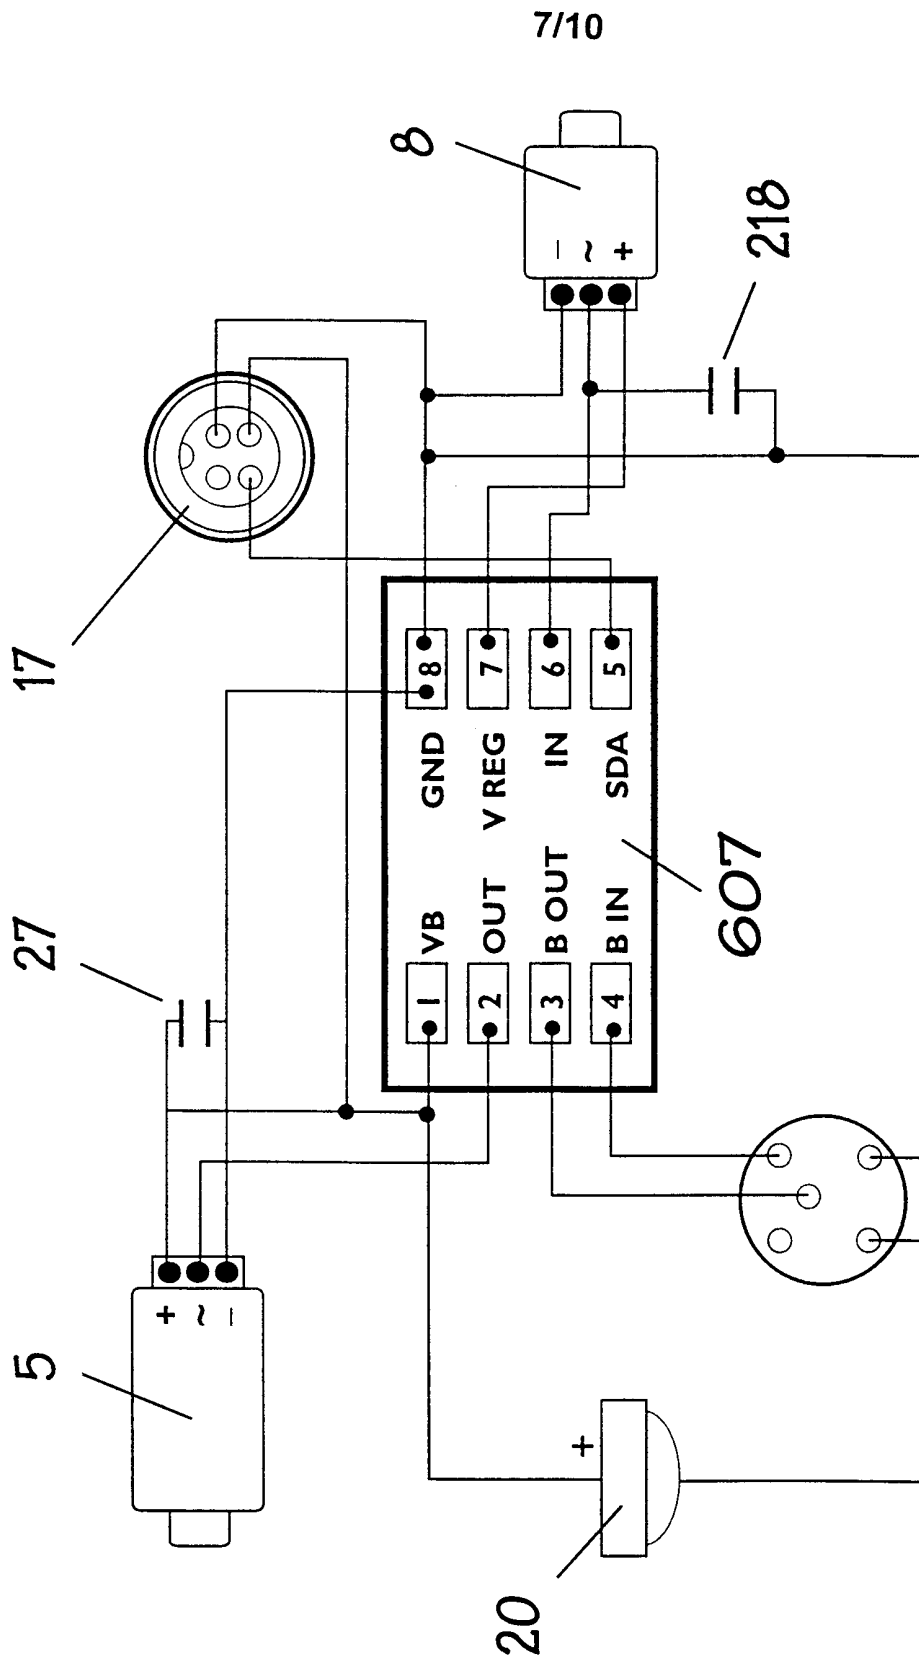 7/10
8
− ~ +
218
17
8 GND
7 V REG
6 IN
5 SDA
27
1 VB
2 OUT
3 B OUT
4 B IN
607
5
+ ~ −
+
20